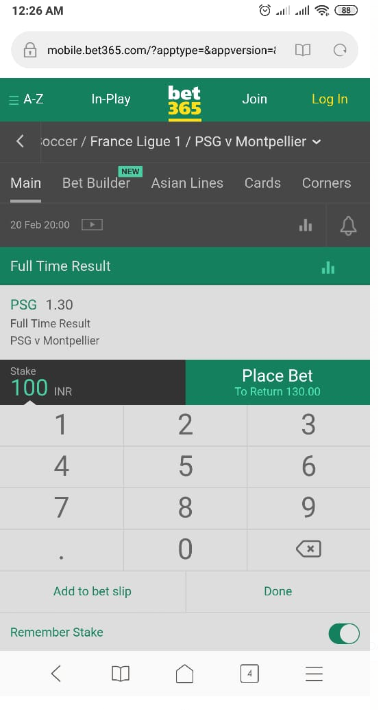 12:26 AM
88
mobile.bet365.com/?apptype=&appversion=
A-Z
In-Play
bet
365
Join
Log In
occer / France Ligue 1 / PSG v Montpellier
NEW
Main
Bet Builder
Asian Lines
Cards
Corners
20 Feb 20:00
Full Time Result
PSG 1.30
Full Time Result
PSG v Montpellier
Stake
100 INR
Place Bet
To Return 130.00
1
2
3
4
5
6
7
8
9
.
0
Add to bet slip
Done
Remember Stake
4